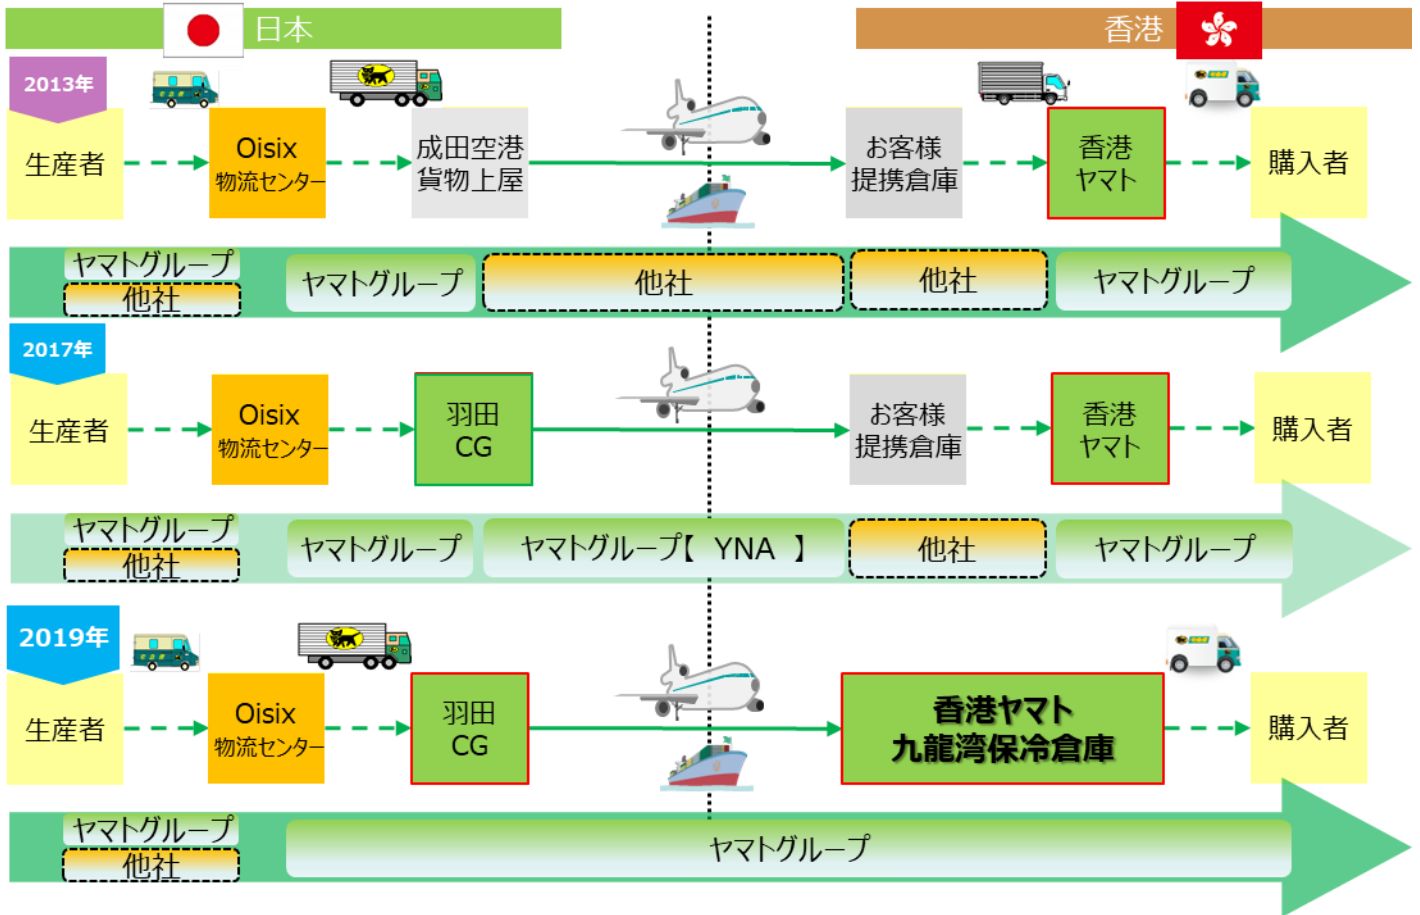 日本
香港
2013年
生産者
Oisix
物流センター
成田空港
貨物上屋
お客様
提携倉庫
香港
ヤマト
購入者
ヤマトグループ
他社
ヤマトグループ
他社
他社
ヤマトグループ
2017年
生産者
Oisix
物流センター
羽田
CG
お客様
提携倉庫
香港
ヤマト
購入者
ヤマトグループ
他社
ヤマトグループ
ヤマトグループ【 YNA 】
他社
ヤマトグループ
2019年
生産者
Oisix
物流センター
羽田
CG
香港ヤマト
九龍湾保冷倉庫
購入者
ヤマトグループ
他社
ヤマトグループ